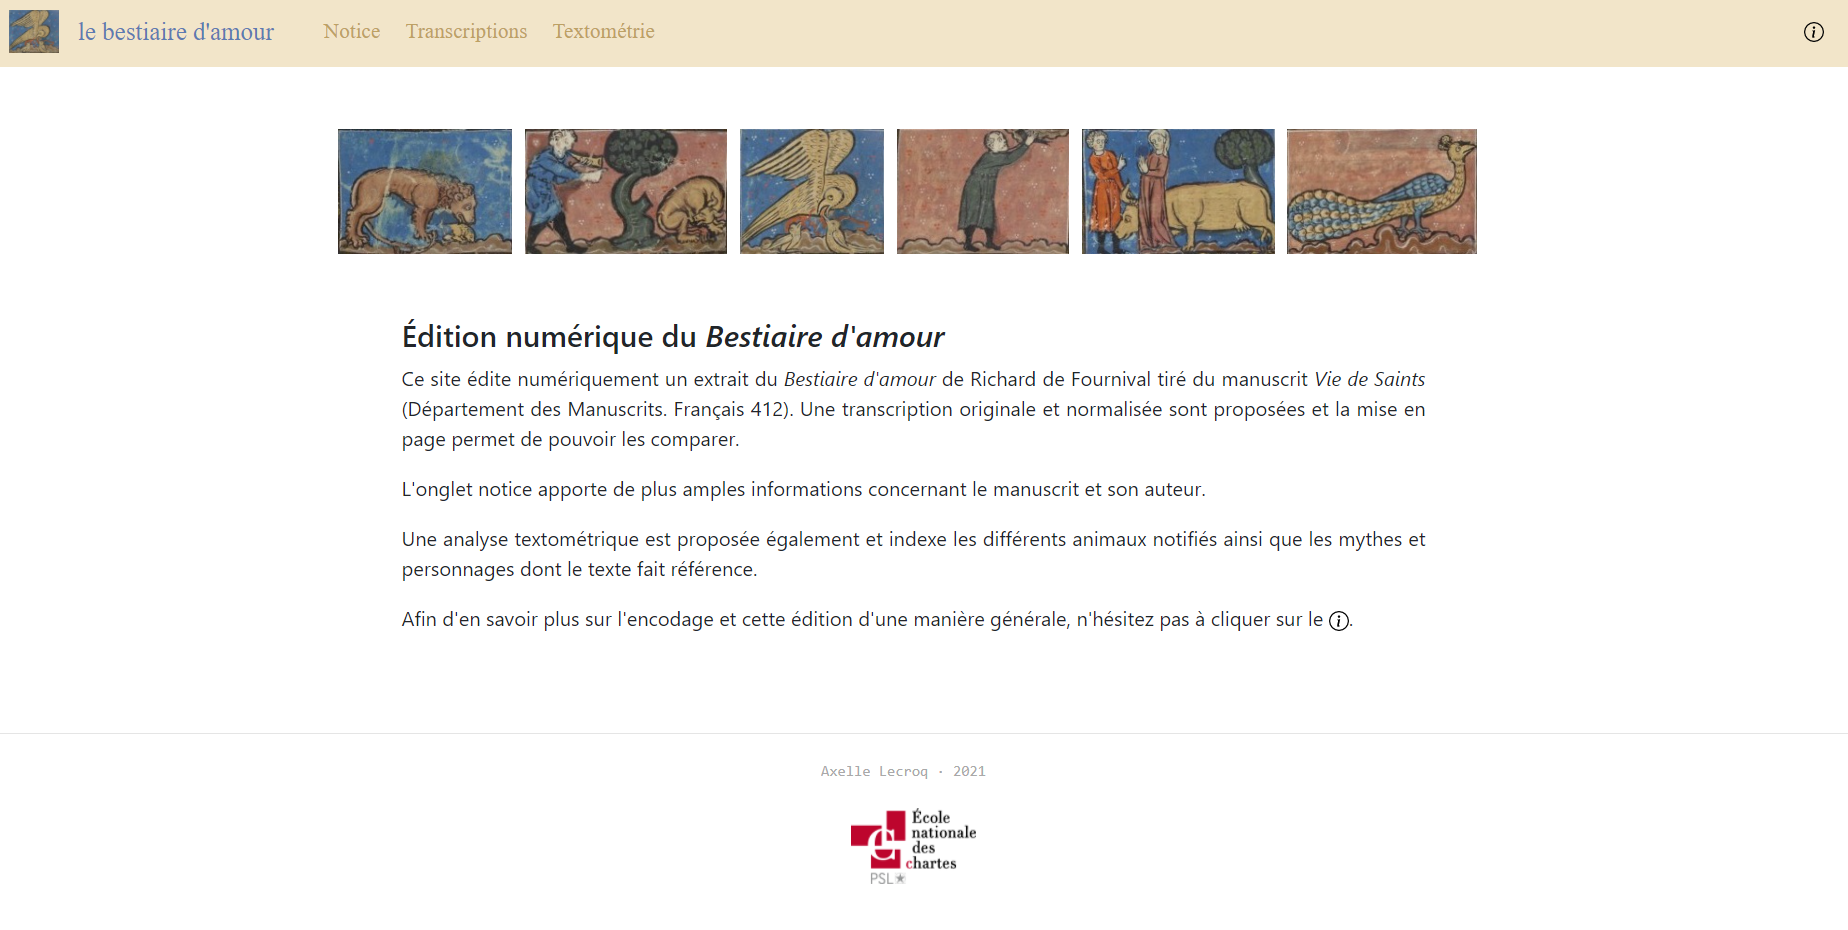 le bestiaire d'amour
Notice
Transcriptions
Textométrie
Édition numérique du Bestiaire d'amour
Ce site édite numériquement un extrait du Bestiaire d'amour de Richard de Fournival tiré du manuscrit Vie de Saints
(Département des Manuscrits. Français 412). Une transcription originale et normalisée sont proposées et la mise en
page permet de pouvoir les comparer.
L'onglet notice apporte de plus amples informations concernant le manuscrit et son auteur.
Une analyse textométrique est proposée également et indexe les différents animaux notifiés ainsi que les mythes et
personnages dont le texte fait référence.
Afin d'en savoir plus sur l'encodage et cette édition d'une manière générale, n'hésitez pas à cliquer sur le i.
Axelle Lecroq · 2021
École
nationale
des
chartes
PSL★